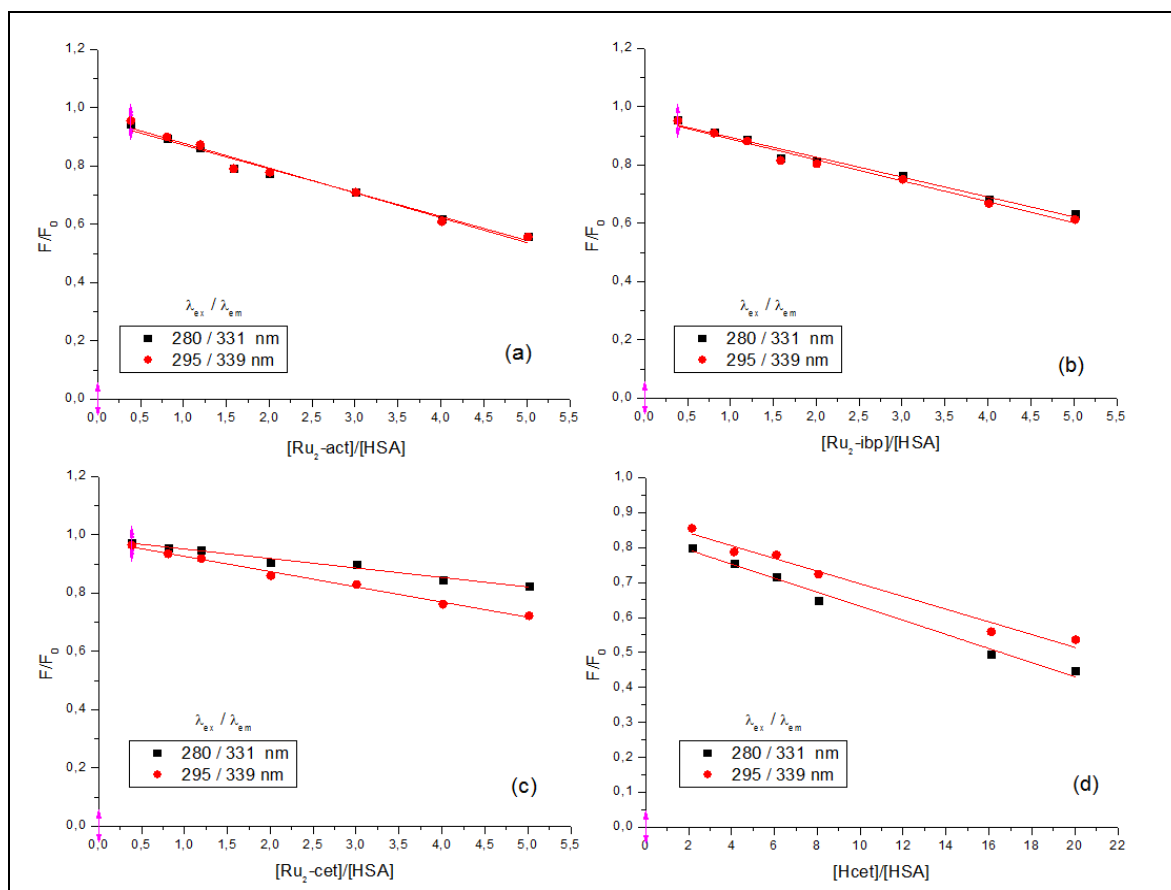 1,2
1,0
0,8
0,6
0,4
0,2
0,0
F/F₀
λex / λem
280 / 331 nm
295 / 339 nm
(a)
0,0 0,5 1,0 1,5 2,0 2,5 3,0 3,5 4,0 4,5 5,0 5,5
[Ru₂-act]/[HSA]
1,2
1,0
0,8
0,6
0,4
0,2
0,0
F/F₀
λex / λem
280 / 331 nm
295 / 339 nm
(b)
0,0 0,5 1,0 1,5 2,0 2,5 3,0 3,5 4,0 4,5 5,0 5,5
[Ru₂-ibp]/[HSA]
1,2
1,0
0,8
0,6
0,4
0,2
0,0
F/F₀
λex / λem
280 / 331 nm
295 / 339 nm
(c)
0,0 0,5 1,0 1,5 2,0 2,5 3,0 3,5 4,0 4,5 5,0 5,5
[Ru₂-cet]/[HSA]
1,0
0,9
0,8
0,7
0,6
0,5
0,4
0,3
0,2
0,1
0,0
F/F₀
λex / λem
280 / 331 nm
295 / 339 nm
(d)
0 2 4 6 8 10 12 14 16 18 20 22
[Hcet]/[HSA]